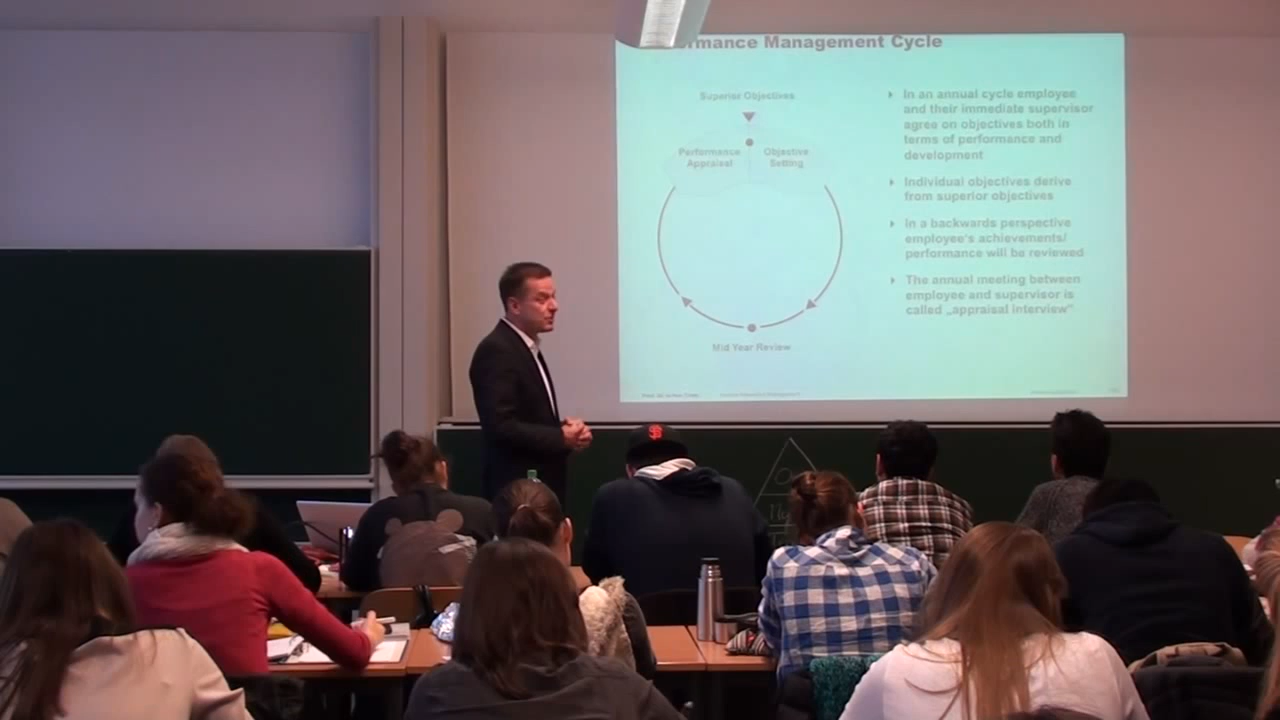 rmance Management Cycle
Superior Objectives
Performance
Appraisal
Objective
Setting
Mid Year Review
In an annual cycle employee
and their immediate supervisor
agree on objectives both in
terms of performance and
development
Individual objectives derive
from superior objectives
In a backwards perspective
employee's achievements/
performance will be reviewed
The annual meeting between
employee and supervisor is
called „appraisal interview"